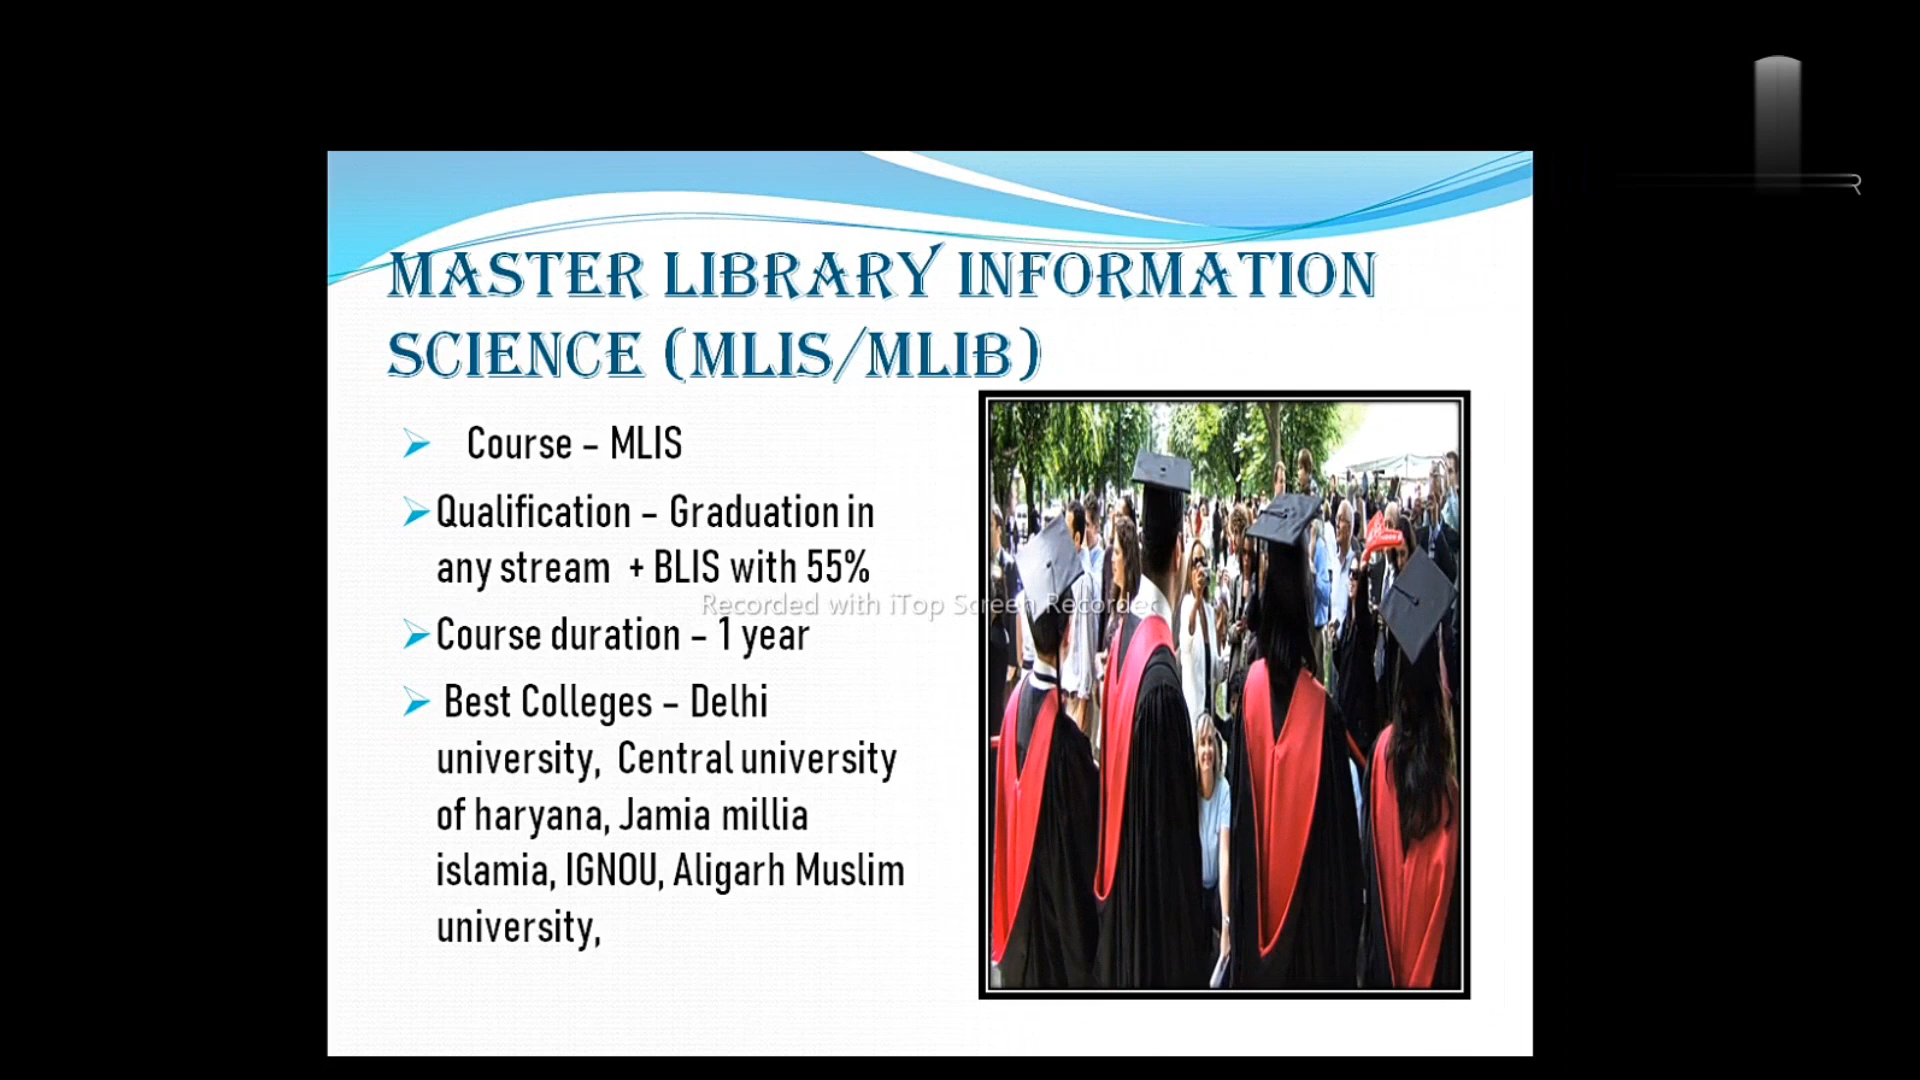 MASTER LIBRARY INFORMATION
SCIENCE (MLIS/MLIB)
Course – MLIS
Qualification – Graduation in
any stream + BLIS with 55%
Recorded with iTop Screen Recorder
Course duration – 1 year
Best Colleges – Delhi
university, Central university
of haryana, Jamia millia
islamia, IGNOU, Aligarh Muslim
university,